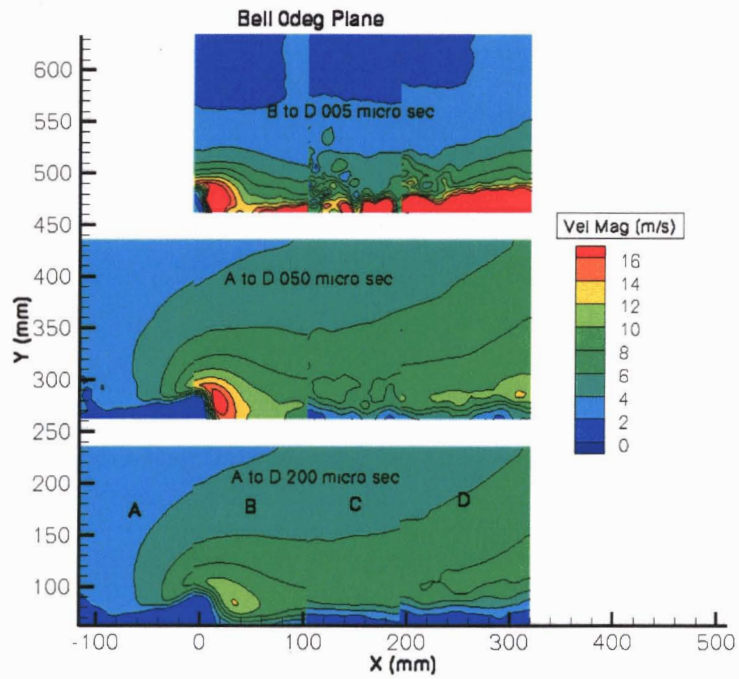 Bell 0deg Plane
600
550
500
450
400
350
300
250
200
150
100
Y (mm)
B to D 005 micro sec
A to D 050 micro sec
A to D 200 micro sec
A
B
C
D
Vel Mag (m/s)
16
14
12
10
8
6
4
2
0
-100
0
100
200
300
400
500
X (mm)